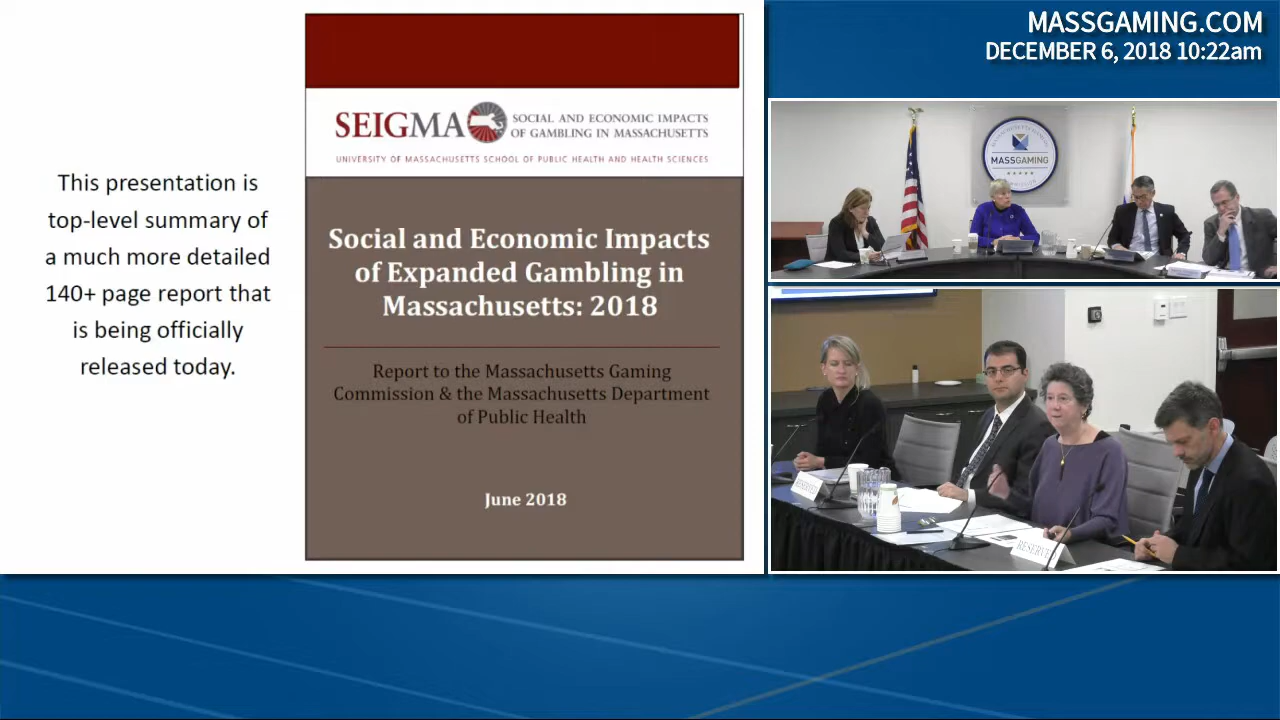 MASSGAMING.COM
DECEMBER 6, 2018 10:22am
This presentation is
top-level summary of
a much more detailed
140+ page report that
is being officially
released today.
SEIGMA
SOCIAL AND ECONOMIC IMPACTS
OF GAMBLING IN MASSACHUSETTS
UNIVERSITY OF MASSACHUSETTS SCHOOL OF PUBLIC HEALTH AND HEALTH SCIENCES
Social and Economic Impacts
of Expanded Gambling in
Massachusetts: 2018
Report to the Massachusetts Gaming
Commission & the Massachusetts Department
of Public Health
June 2018
MASSGAMING
RESERVED
RESERVED